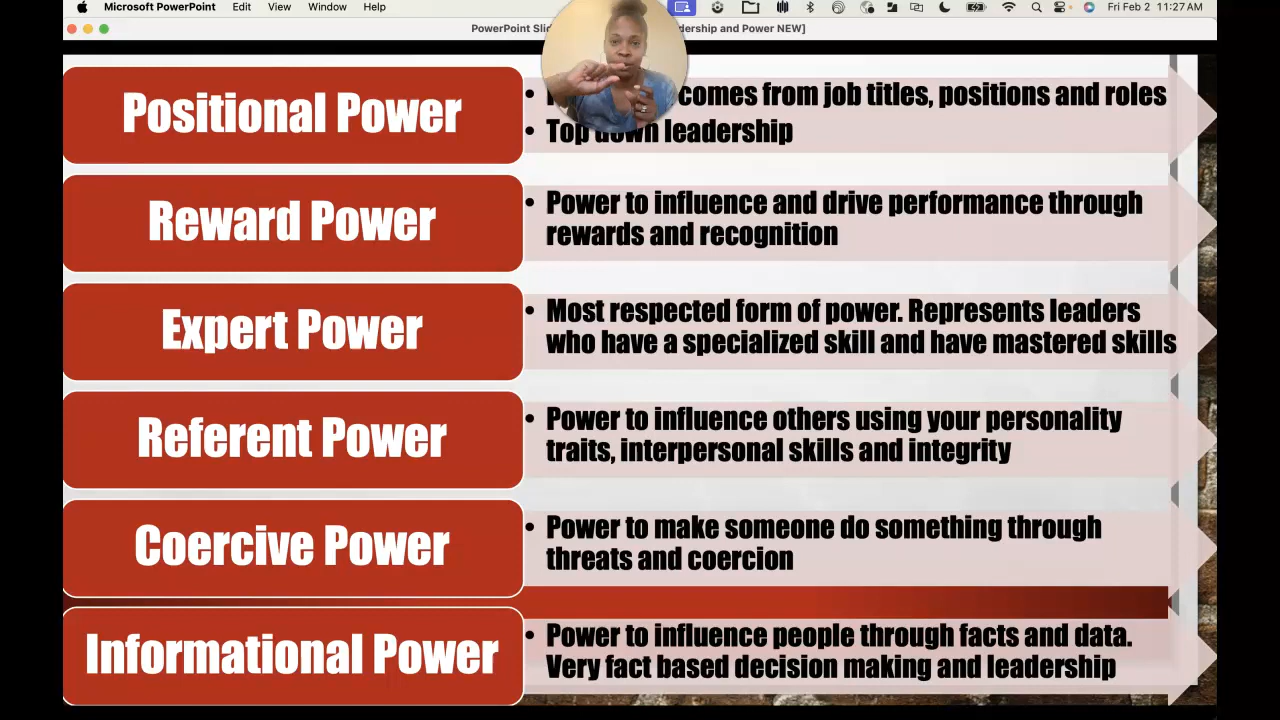 Microsoft PowerPoint Edit View Window Help Fri Feb 2 11:27 AM
PowerPoint and Power NEW]
Positional Power
comes from job titles, positions and roles
Top down leadership
Reward Power
Power to influence and drive performance through
rewards and recognition
Expert Power
Most respected form of power. Represents leaders
who have a specialized skill and have mastered skills
Referent Power
Power to influence others using your personality
traits, interpersonal skills and integrity
Coercive Power
Power to make someone do something through
threats and coercion
Informational Power
Power to influence people through facts and data.
Very fact based decision making and leadership